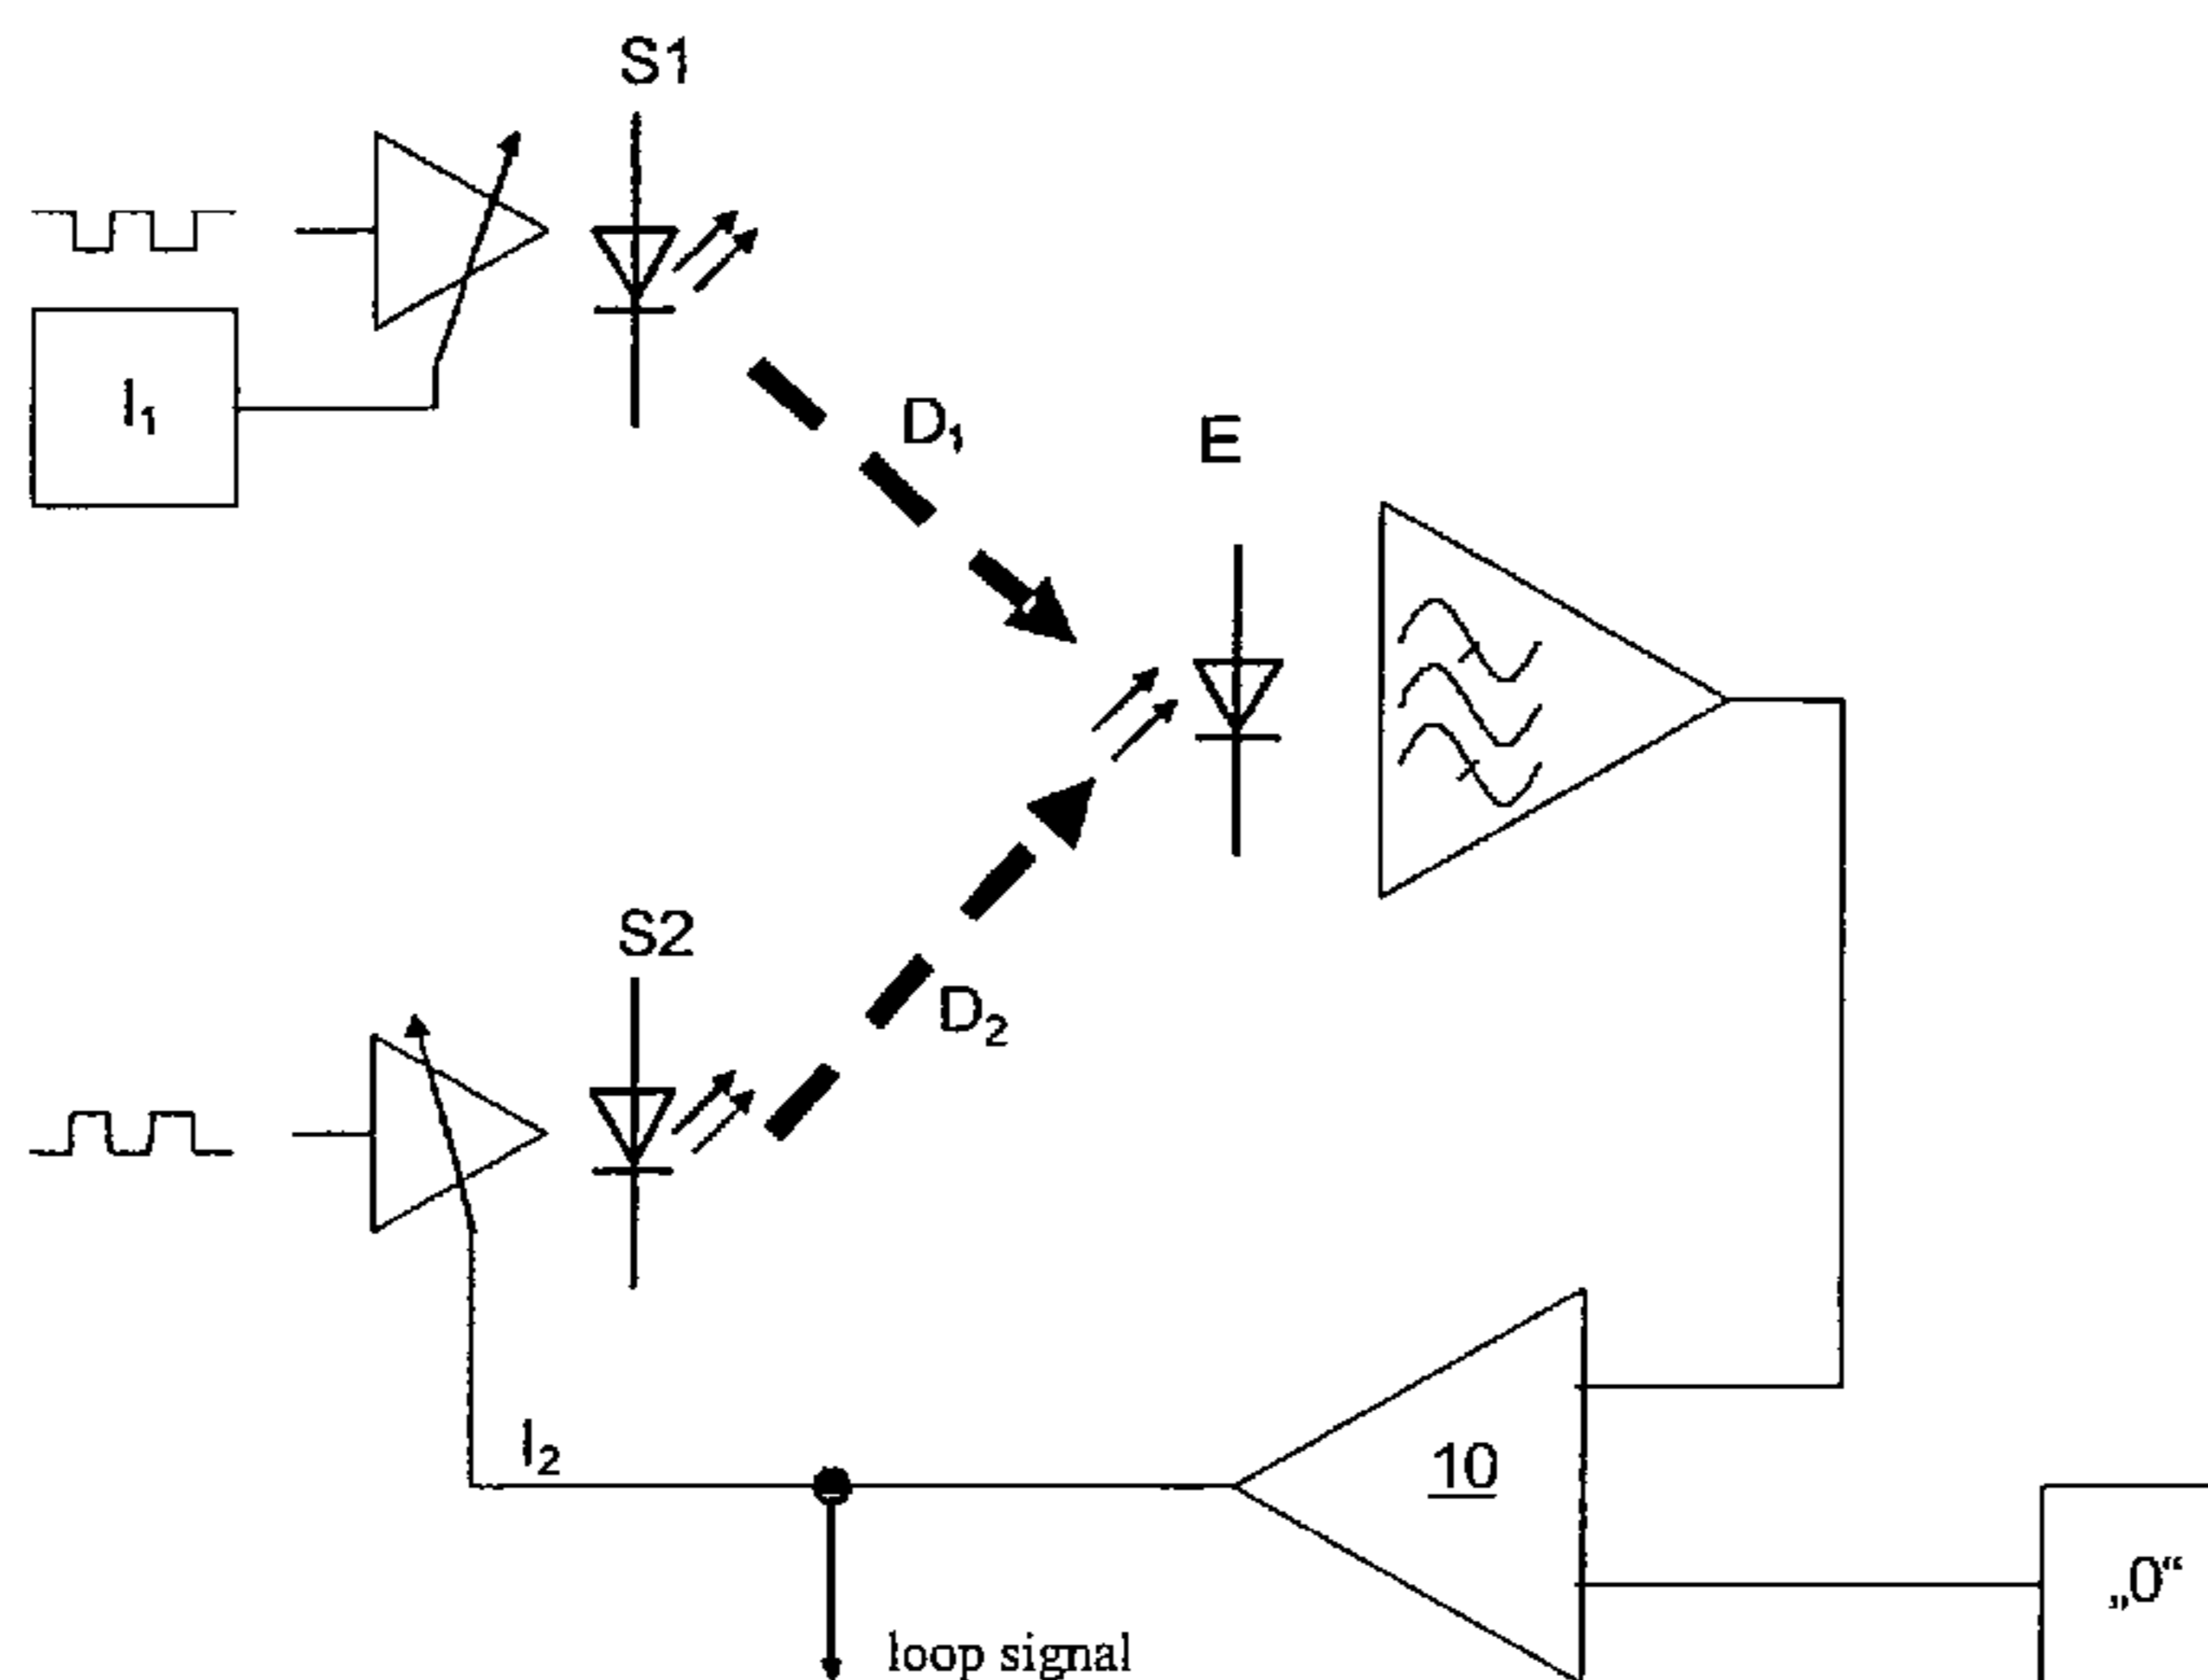 S1
I₁
D₁
E
S2
D₂
I₂
10
„0“
loop signal